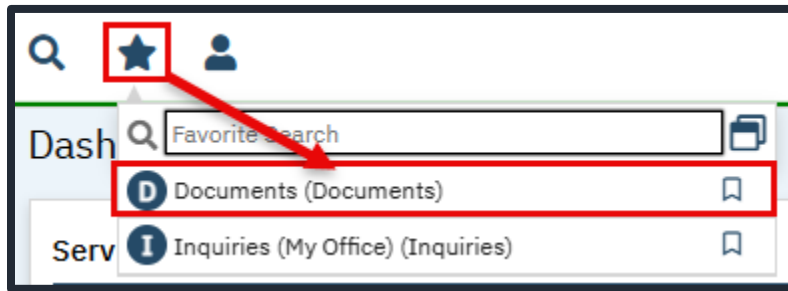 Favorite Search
Dash
D Documents (Documents)
Serv
I Inquiries (My Office) (Inquiries)